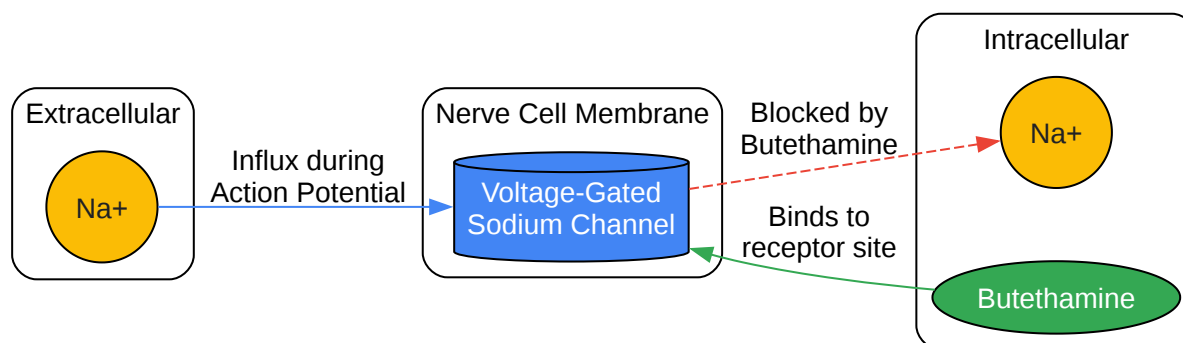 Extracellular
Na+
Influx during
Action Potential
Nerve Cell Membrane
Voltage-Gated
Sodium Channel
Blocked by
Butethamine
Binds to
receptor site
Intracellular
Na+
Butethamine